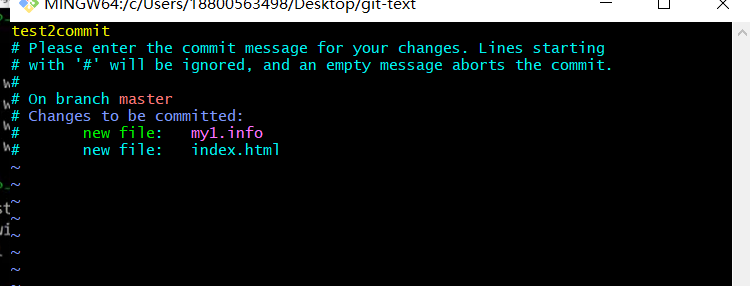 MINGW64:/c/Users/18800563498/Desktop/git-text
test2commit
# Please enter the commit message for your changes. Lines starting
# with '#' will be ignored, and an empty message aborts the commit.
#
# On branch master
# Changes to be committed:
#       new file:   my1.info
#       new file:   index.html
~
~
~
~
~
~
~